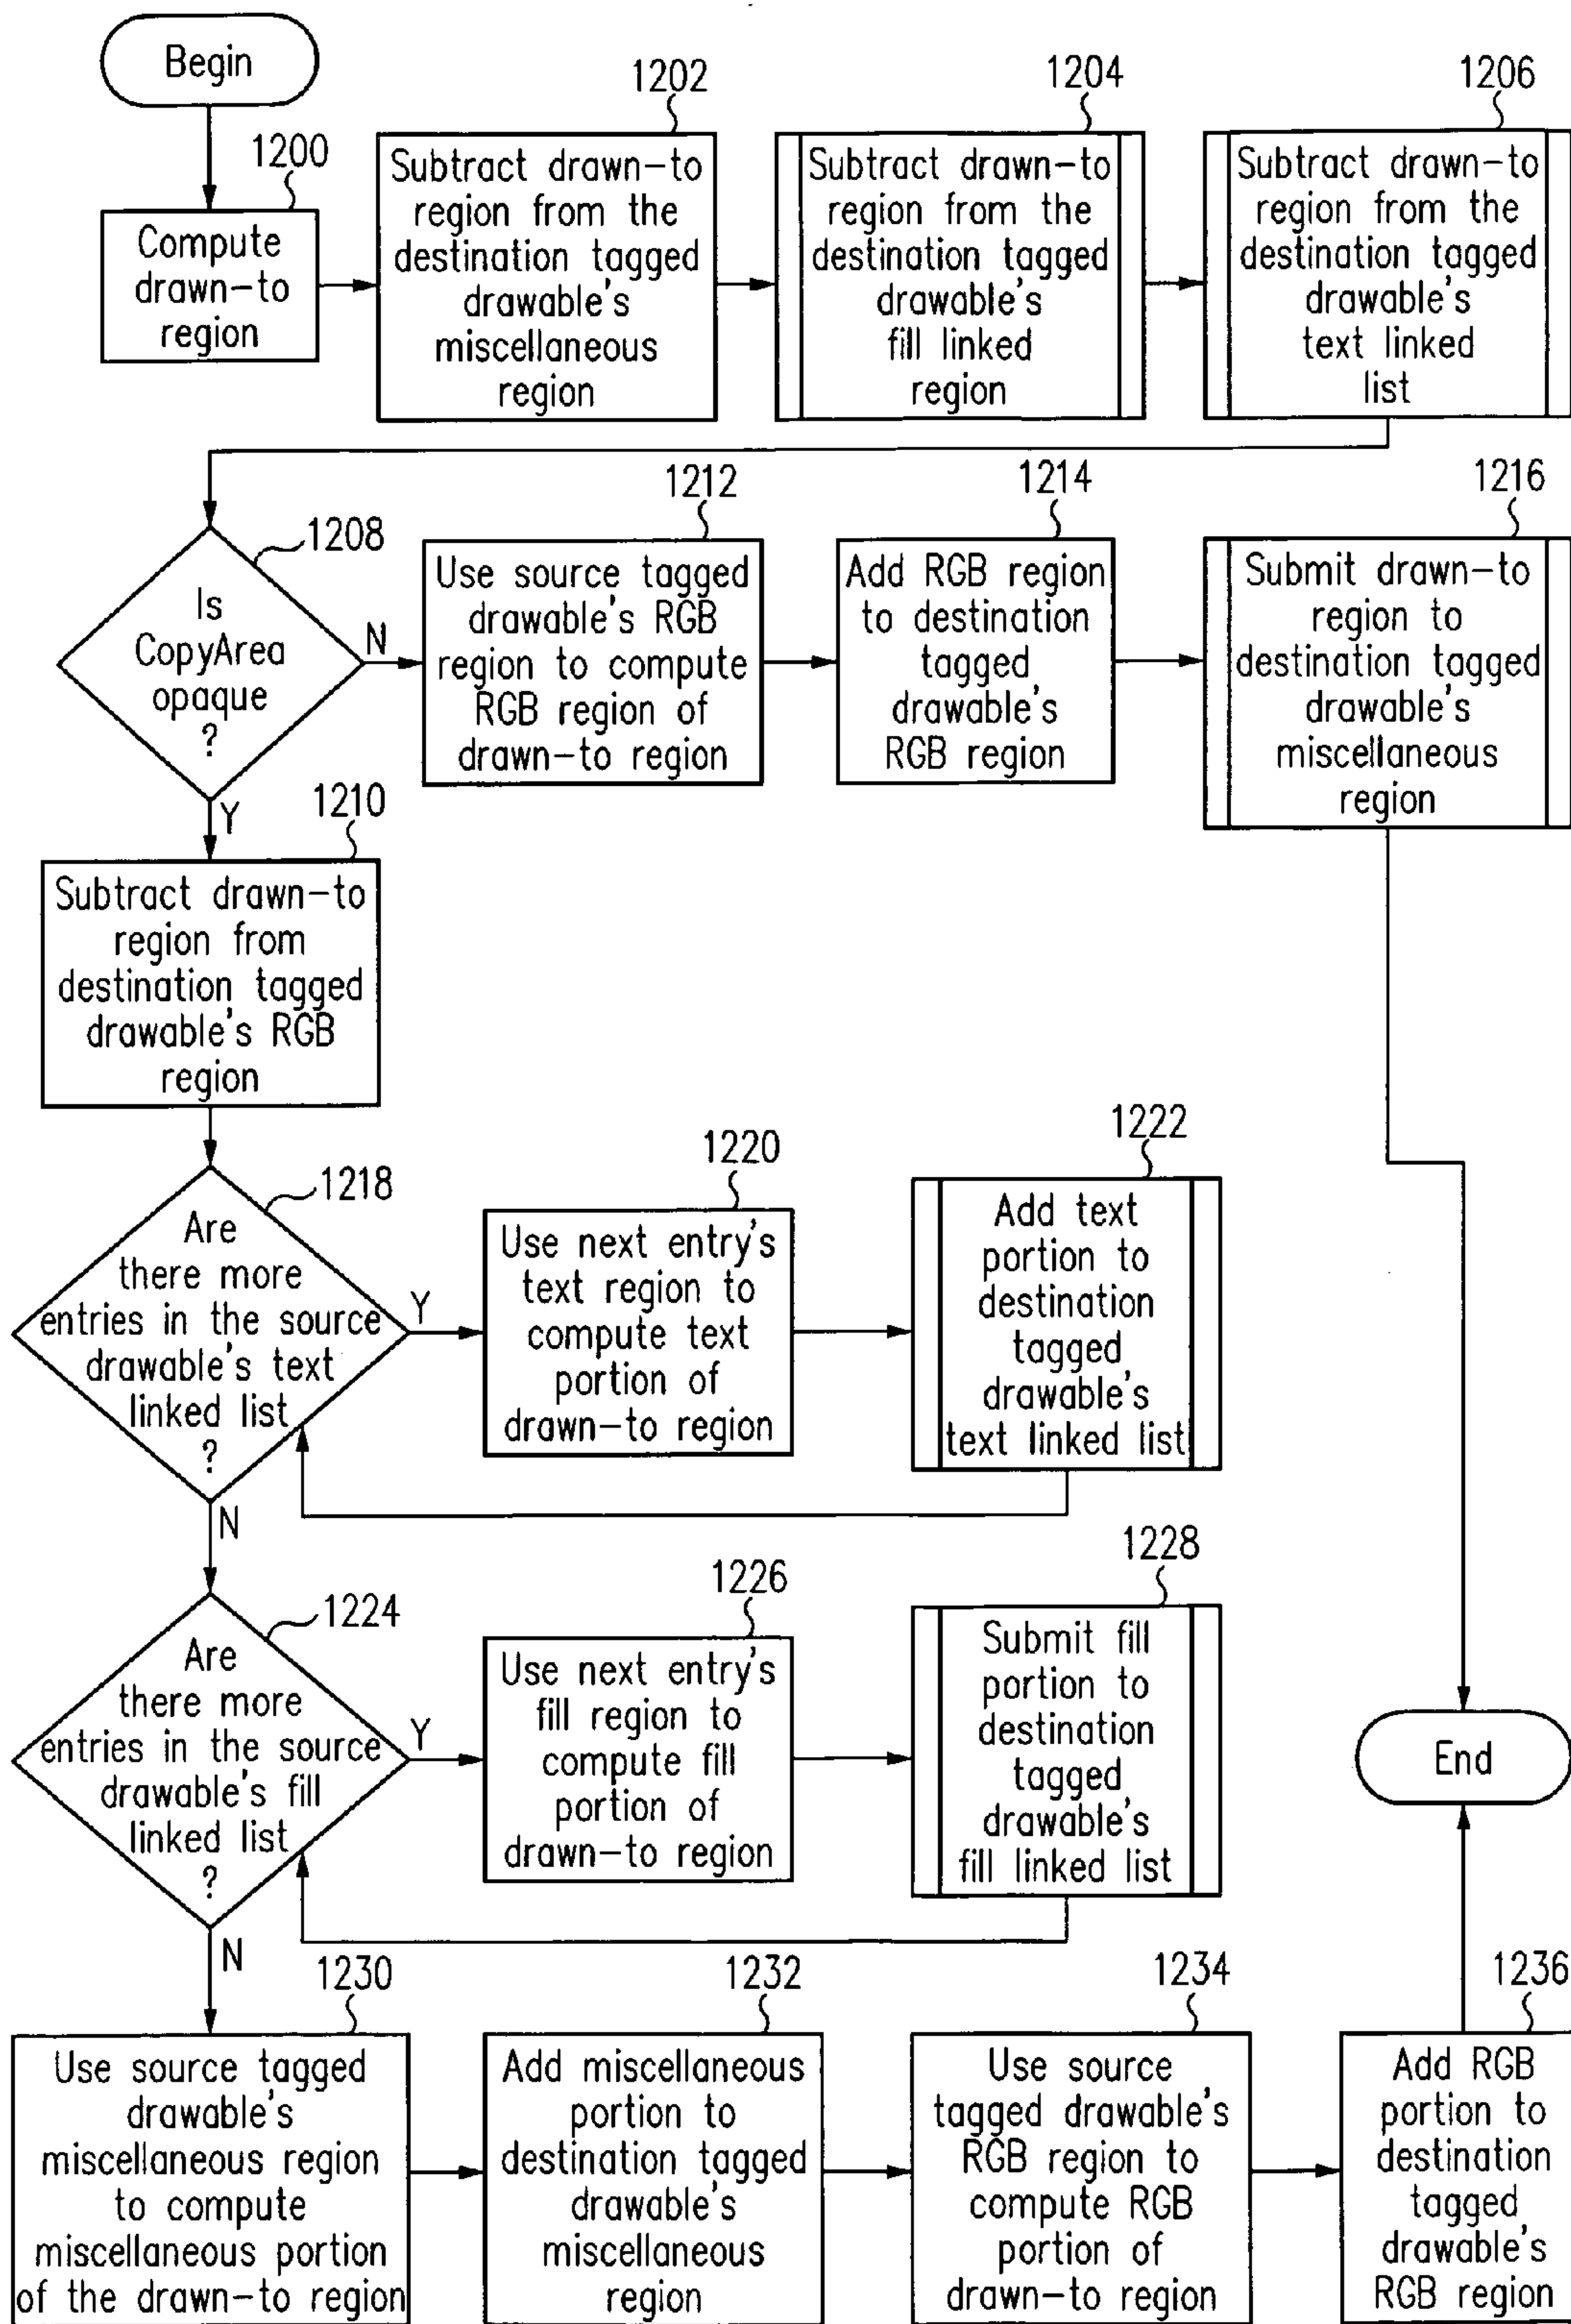 Begin
1200
Compute
drawn-to
region
1202
Subtract drawn-to
region from the
destination tagged
drawable's
miscellaneous
region
1204
Subtract drawn-to
region from the
destination tagged
drawable's
fill linked
region
1206
Subtract drawn-to
region from the
destination tagged
drawable's
text linked
list
1208
Is
CopyArea
opaque
?
N
Y
1212
Use source tagged
drawable's RGB
region to compute
RGB region of
drawn-to region
1214
Add RGB region
to destination
tagged
drawable's
RGB region
1216
Submit drawn-to
region to
destination tagged
drawable's
miscellaneous
region
1210
Subtract drawn-to
region from
destination tagged
drawable's RGB
region
1218
Are
there more
entries in the source
drawable's text
linked list
?
Y
N
1220
Use next entry's
text region to
compute text
portion of
drawn-to region
1222
Add text
portion to
destination
tagged
drawable's
text linked list
1224
Are
there more
entries in the source
drawable's fill
linked list
?
Y
N
1226
Use next entry's
fill region to
compute fill
portion of
drawn-to region
1228
Submit fill
portion to
destination
tagged
drawable's
fill linked list
End
1230
Use source tagged
drawable's
miscellaneous region
to compute
miscellaneous portion
of the drawn-to region
1232
Add miscellaneous
portion to
destination tagged
drawable's
miscellaneous
region
1234
Use source
tagged drawable's
RGB region to
compute RGB
portion of
drawn-to region
1236
Add RGB
portion to
destination
tagged
drawable's
RGB region